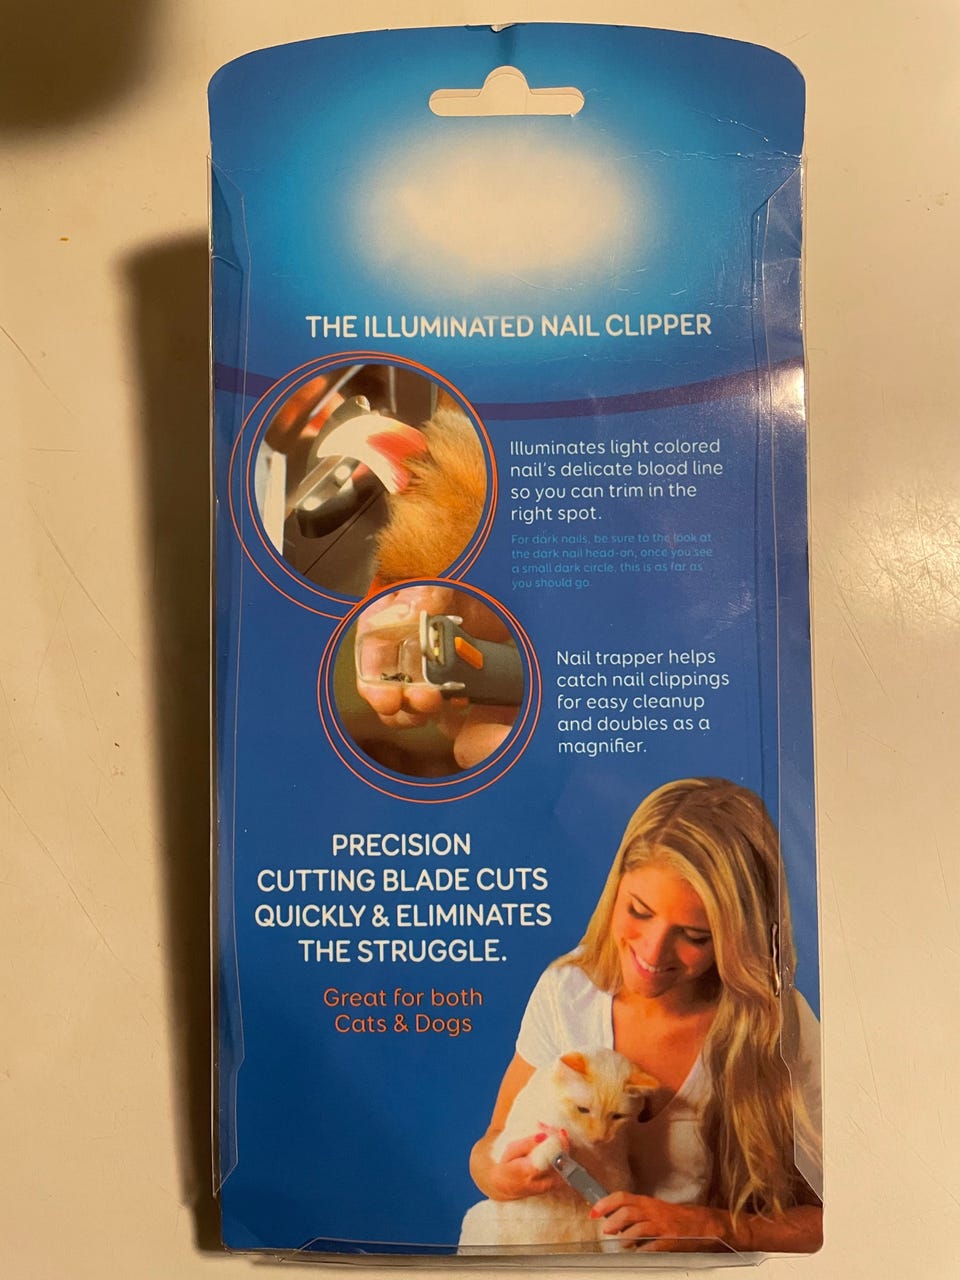 THE ILLUMINATED NAIL CLIPPER
Illuminates light colored
nail's delicate blood line
so you can trim in the
right spot.
For dark nails, be sure to the look at
the dark nail head-on, once you see
a small dark circle, this is as far as
you should go.
Nail trapper helps
catch nail clippings
for easy cleanup
and doubles as a
magnifier.
PRECISION
CUTTING BLADE CUTS
QUICKLY & ELIMINATES
THE STRUGGLE.
Great for both
Cats & Dogs